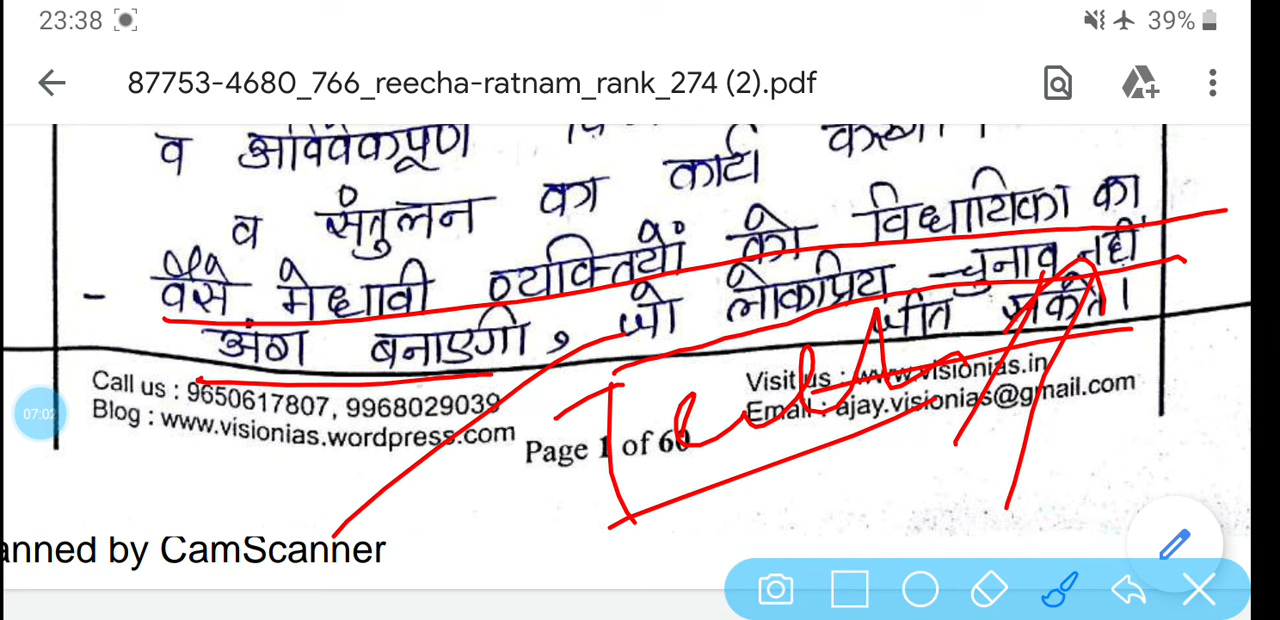 23:38
39%
87753-4680_766_reecha-ratnam_rank_274 (2).pdf
व अविवेकपूर्ण
व संतुलन का कार्य
- वैसे मेधावी व्यक्तियों को विधायिका का
अंग बनाएगी, जो लोकप्रिय चुनाव नहीं
जीत सकते।
07:02
Call us : 9650617807, 9968029039
Visit us : www.visionias.in
Blog : www.visionias.wordpress.com
Email : ajay.visionias@gmail.com
Page 1 of 60
anned by CamScanner